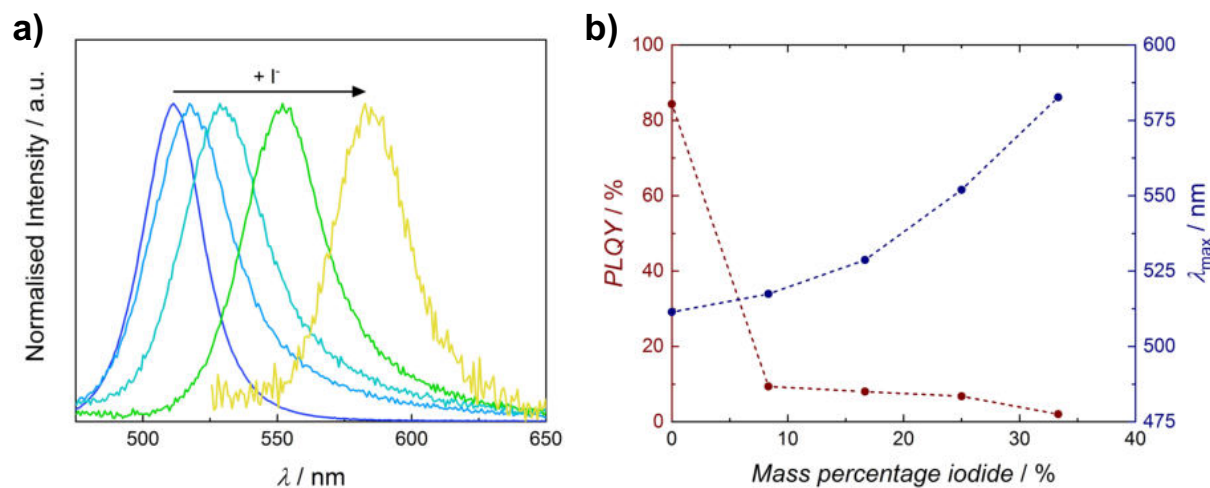 a)
+ I⁻
Normalised Intensity / a.u.
500
550
600
650
λ / nm
b)
100
80
60
40
20
0
PLQY / %
600
575
550
525
500
475
λmax / nm
0
10
20
30
40
Mass percentage iodide / %